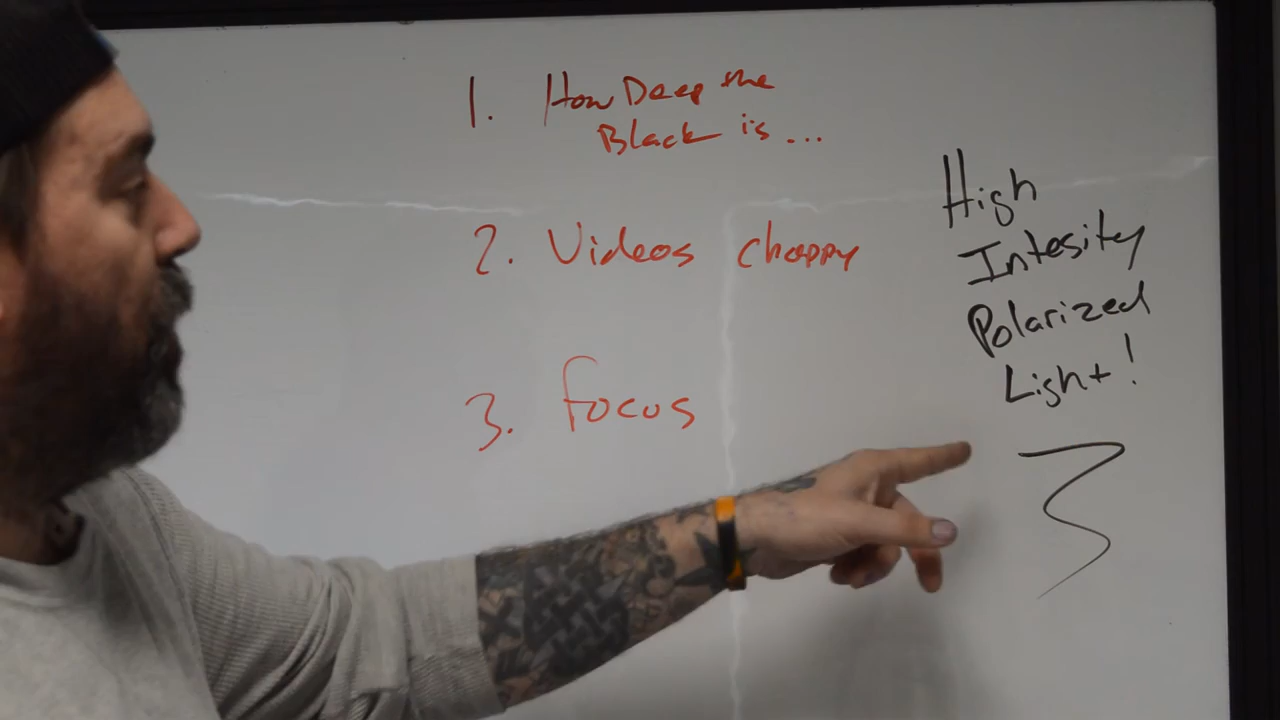 1. How Deep the
Black is...
2. Videos choppy
3. focus
High
Intesity
Polarized
Light!